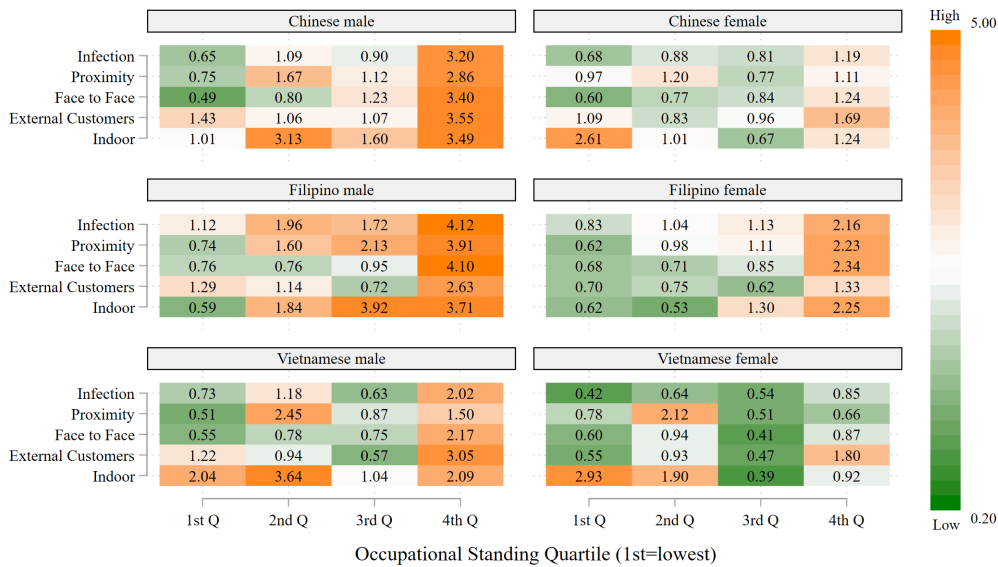 Chinese male Chinese female High 5.00
Infection 0.65 1.09 0.90 3.20 0.68 0.88 0.81 1.19
Proximity 0.75 1.67 1.12 2.86 0.97 1.20 0.77 1.11
Face to Face 0.49 0.80 1.23 3.40 0.60 0.77 0.84 1.24
External Customers 1.43 1.06 1.07 3.55 1.09 0.83 0.96 1.69
Indoor 1.01 3.13 1.60 3.49 2.61 1.01 0.67 1.24
Filipino male Filipino female
Infection 1.12 1.96 1.72 4.12 0.83 1.04 1.13 2.16
Proximity 0.74 1.60 2.13 3.91 0.62 0.98 1.11 2.23
Face to Face 0.76 0.76 0.95 4.10 0.68 0.71 0.85 2.34
External Customers 1.29 1.14 0.72 2.63 0.70 0.75 0.62 1.33
Indoor 0.59 1.84 3.92 3.71 0.62 0.53 1.30 2.25
Vietnamese male Vietnamese female
Infection 0.73 1.18 0.63 2.02 0.42 0.64 0.54 0.85
Proximity 0.51 2.45 0.87 1.50 0.78 2.12 0.51 0.66
Face to Face 0.55 0.78 0.75 2.17 0.60 0.94 0.41 0.87
External Customers 1.22 0.94 0.57 3.05 0.55 0.93 0.47 1.80
Indoor 2.04 3.64 1.04 2.09 2.93 1.90 0.39 0.92
1st Q 2nd Q 3rd Q 4th Q 1st Q 2nd Q 3rd Q 4th Q Low 0.20
Occupational Standing Quartile (1st=lowest)